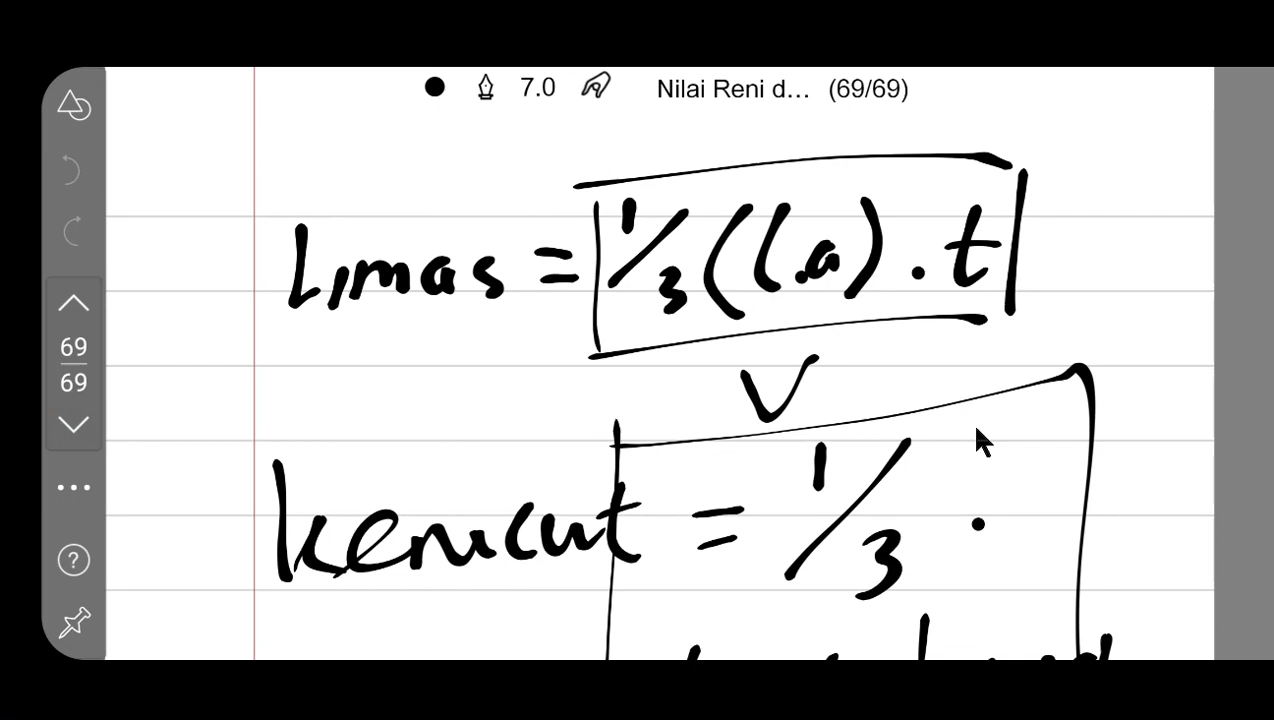 7.0 Nilai Reni d... (69/69)
Limas = 1/3 (l.a) . t
V
kerucut = 1/3 .
69
69
?